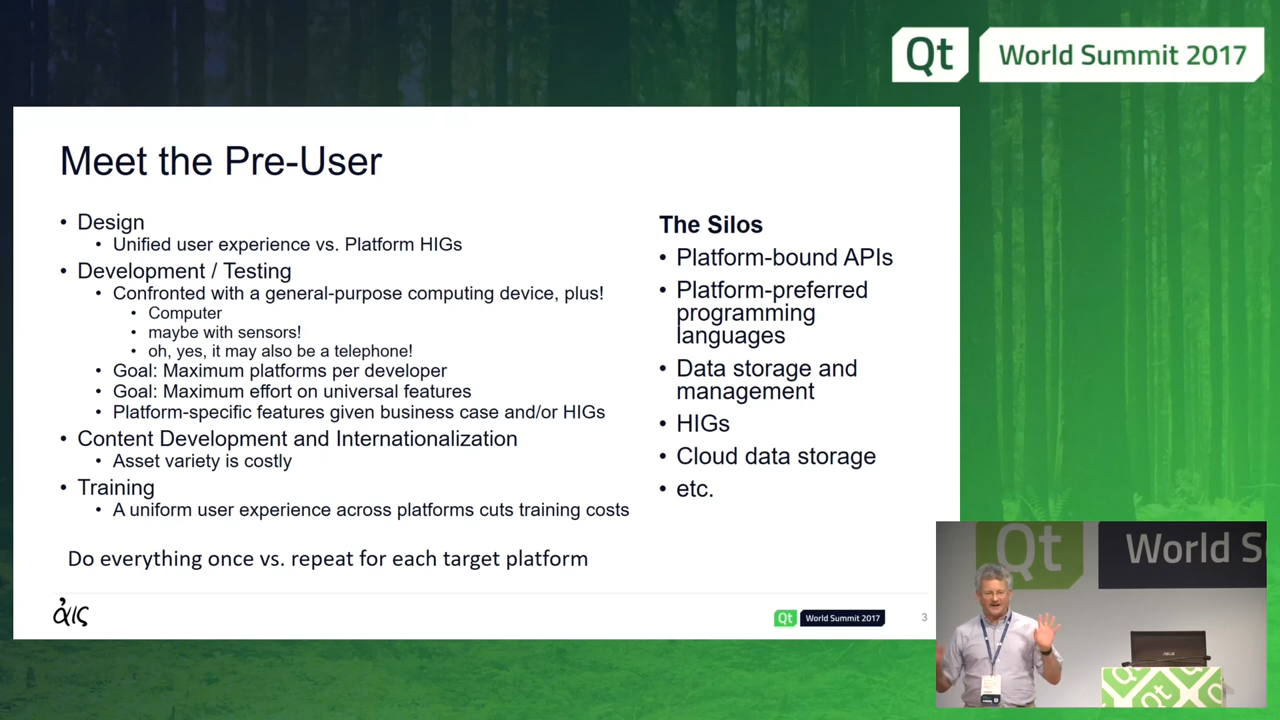 Qt World Summit 2017
Meet the Pre-User
• Design
• Unified user experience vs. Platform HIGs
• Development / Testing
• Confronted with a general-purpose computing device, plus!
• Computer
• maybe with sensors!
• oh, yes, it may also be a telephone!
• Goal: Maximum platforms per developer
• Goal: Maximum effort on universal features
• Platform-specific features given business case and/or HIGs
• Content Development and Internationalization
• Asset variety is costly
• Training
• A uniform user experience across platforms cuts training costs
Do everything once vs. repeat for each target platform
The Silos
• Platform-bound APIs
• Platform-preferred
programming
languages
• Data storage and
management
• HIGs
• Cloud data storage
• etc.
ἀις
Qt World Summit 2017
3
Qt World S
ASUS
Qt
Qt